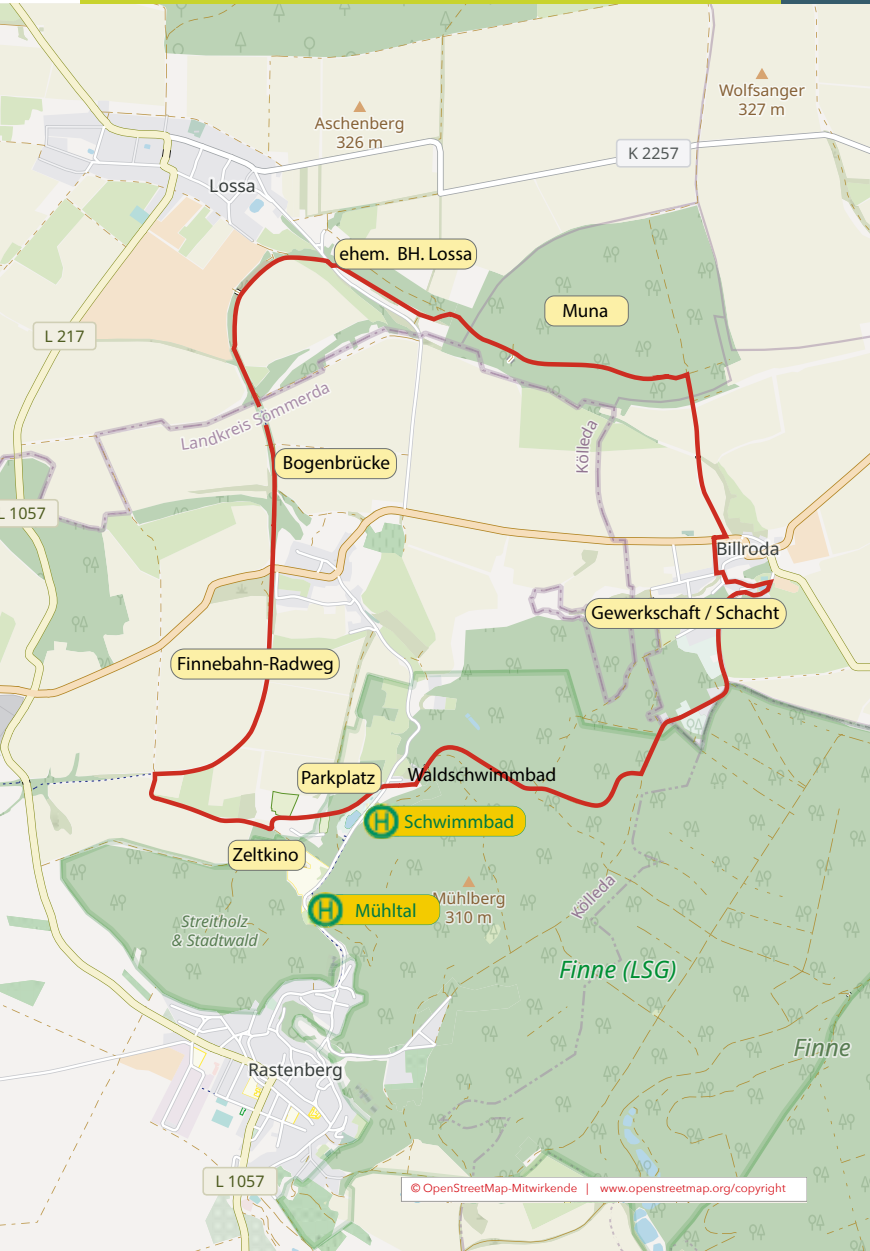 Wolfsanger
327 m
Aschenberg
326 m
K 2257
Lossa
ehem. BH. Lossa
Muna
L 217
Landkreis Sömmerda
Kölleda
Bogenbrücke
L 1057
Billroda
Gewerkschaft / Schacht
Finnebahn-Radweg
Parkplatz
Waldschwimmbad
H Schwimmbad
Zeltkino
Mühlberg
310 m
H Mühltal
Kölleda
Streitholz
& Stadtwald
Finne (LSG)
Finne
Rastenberg
L 1057
© OpenStreetMap-Mitwirkende | www.openstreetmap.org/copyright